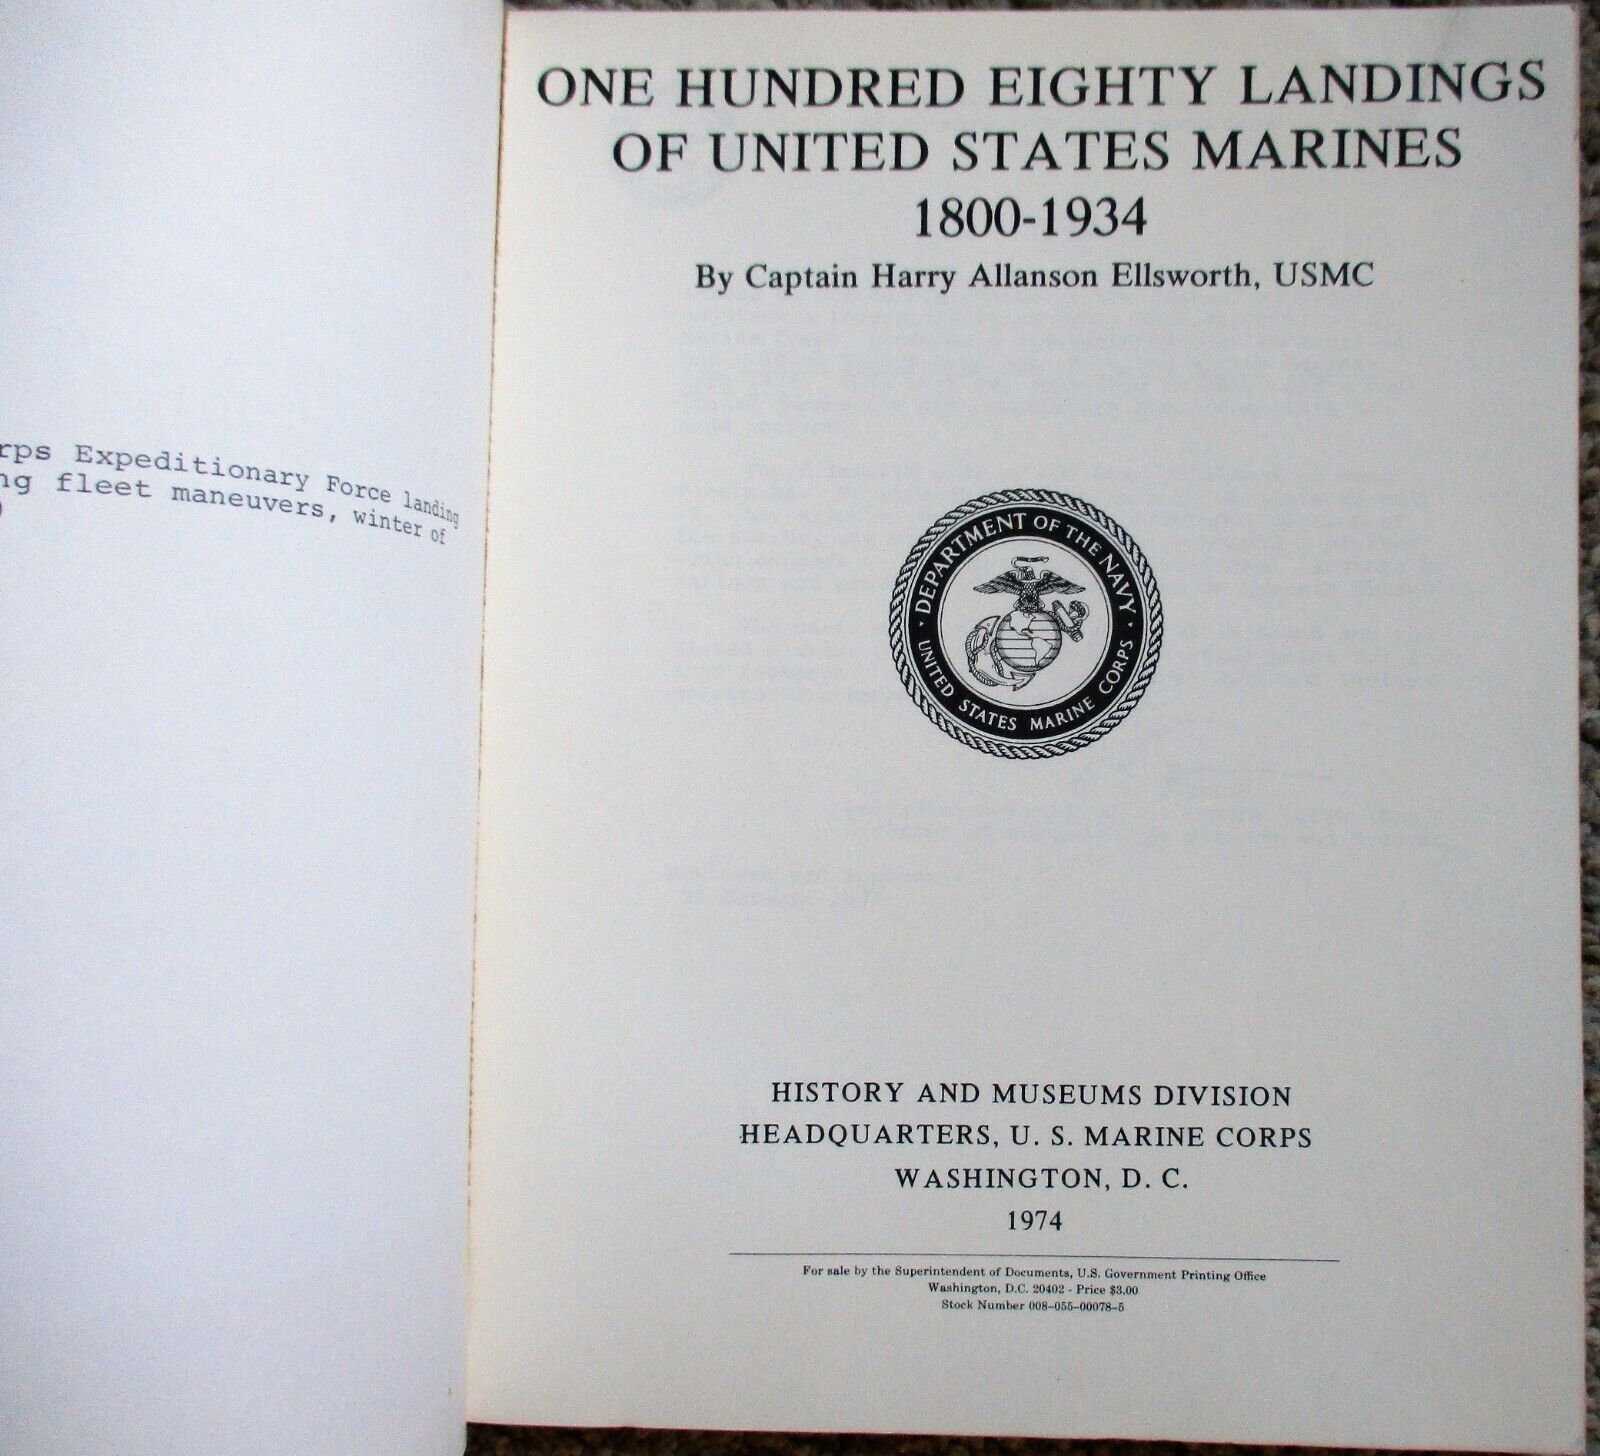 rps Expeditionary Force landing
ng fleet maneuvers, winter of
)
ONE HUNDRED EIGHTY LANDINGS
OF UNITED STATES MARINES
1800-1934
By Captain Harry Allanson Ellsworth, USMC
DEPARTMENT OF THE NAVY
UNITED STATES MARINE CORPS
HISTORY AND MUSEUMS DIVISION
HEADQUARTERS, U. S. MARINE CORPS
WASHINGTON, D. C.
1974
For sale by the Superintendent of Documents, U.S. Government Printing Office
Washington, D.C. 20402 - Price $3.00
Stock Number 008-055-00078-5